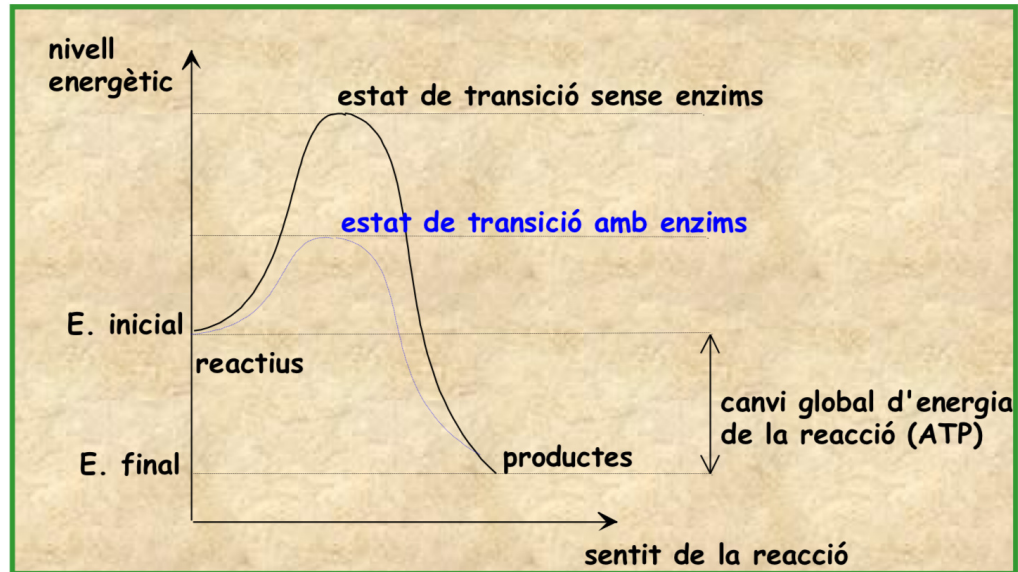 nivell
energètic
estat de transició sense enzims
estat de transició amb enzims
E. inicial
reactius
canvi global d'energia
de la reacció (ATP)
productes
E. final
sentit de la reacció